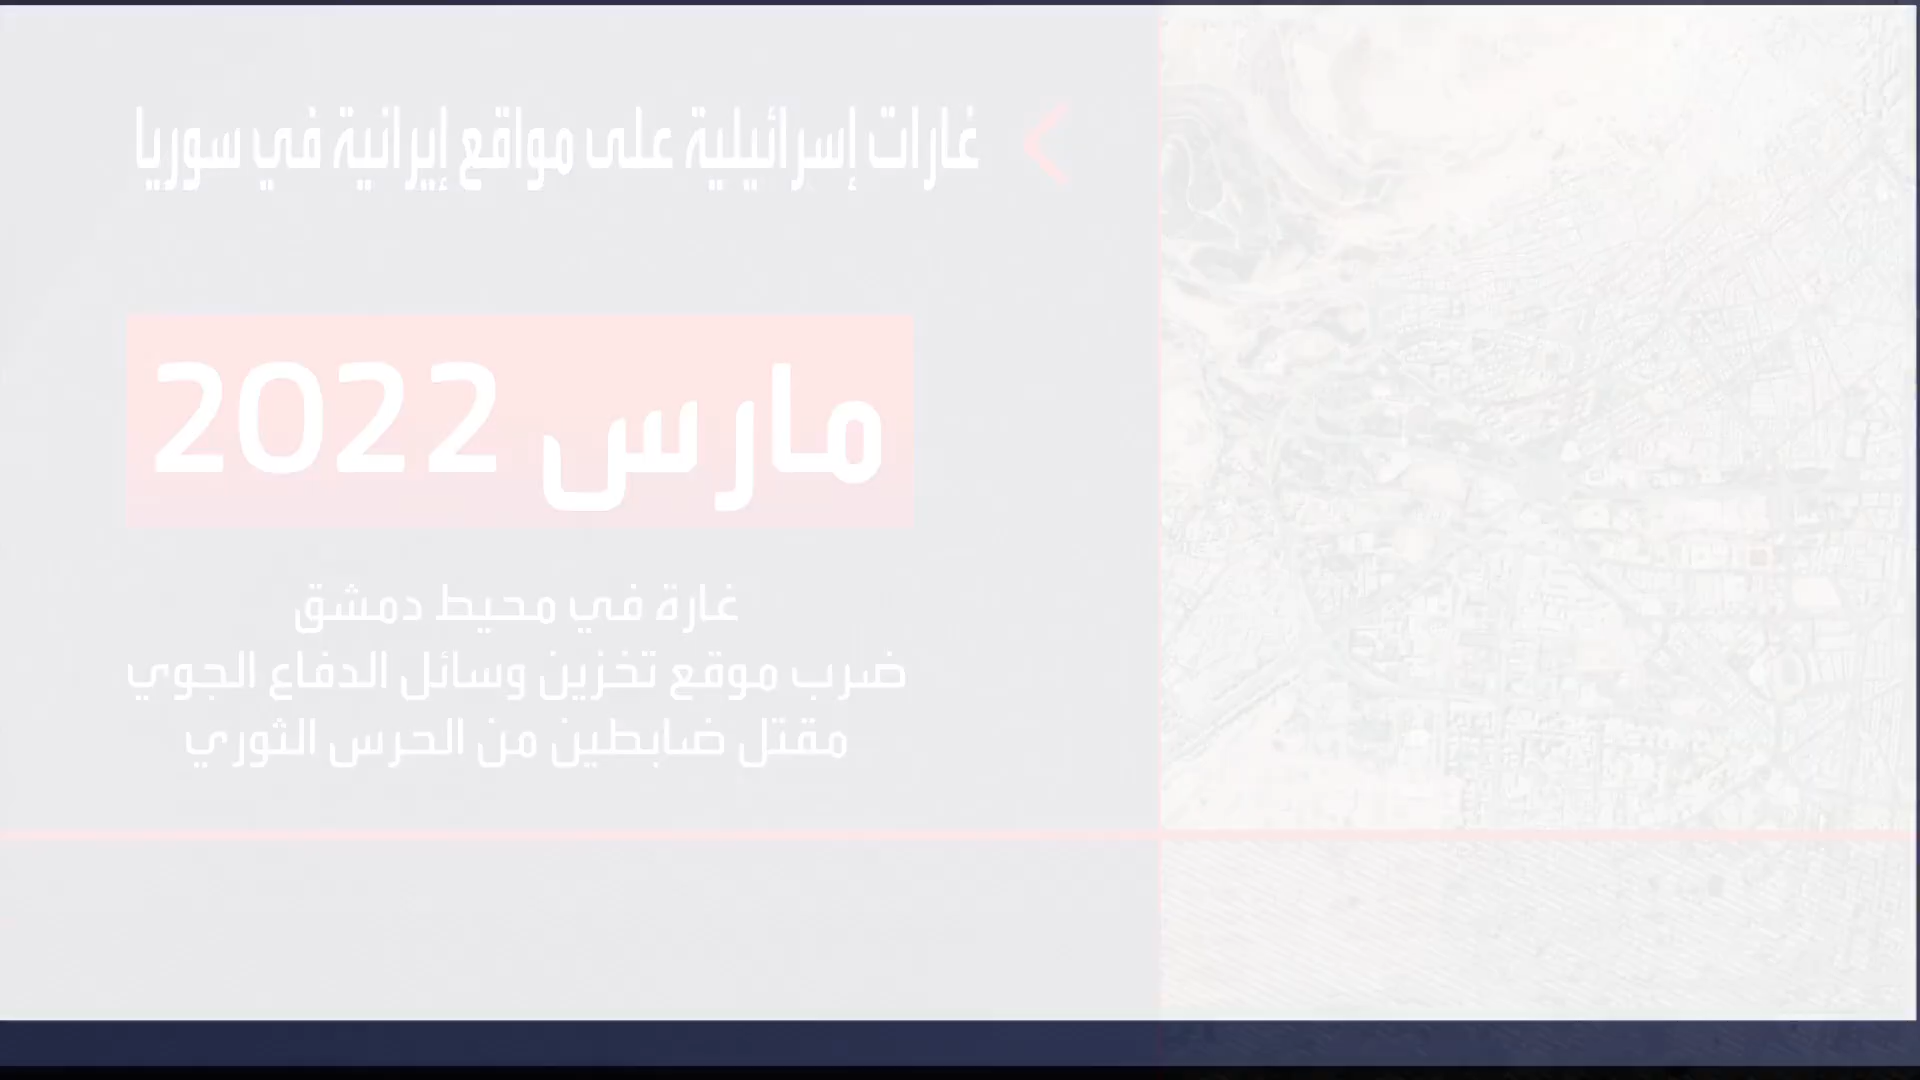 غارات إسرائيلية على مواقع إيرانية في سوريا
مارس 2022
غارة في محيط دمشق
ضرب موقع تخزين وسائل الدفاع الجوي
مقتل ضابطين من الحرس الثوري